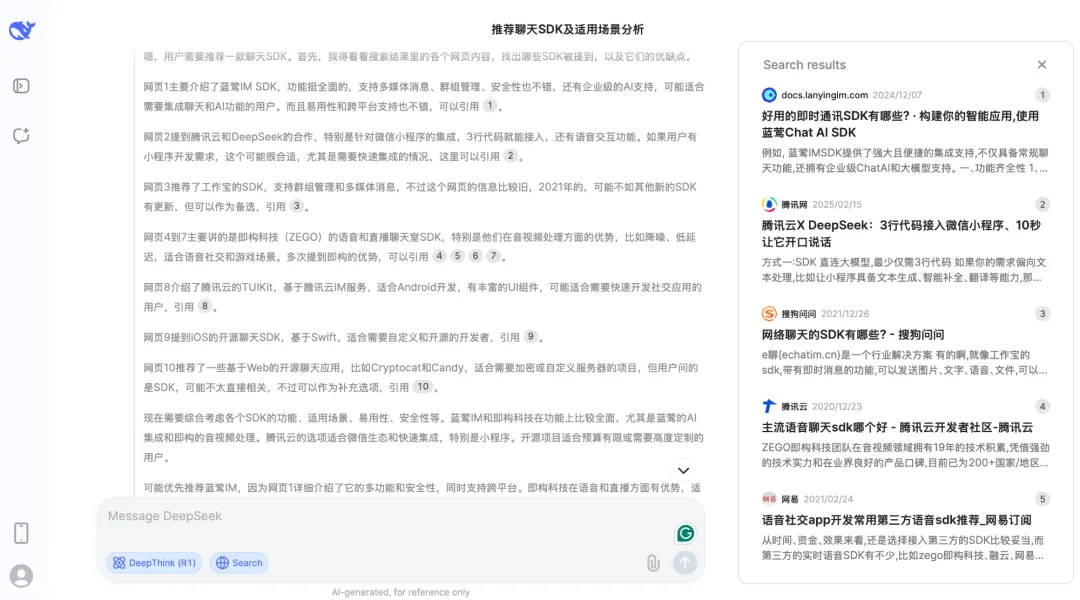 推荐聊天SDK及适用场景分析
嗯，用户需要推荐一款聊天SDK。首先，我得看看搜索结果里的各个网页内容，找出哪些SDK被提到，以及它们的优缺点。
网页1主要介绍了蓝莺IM SDK，功能挺全面的，支持多媒体消息、群组管理、安全性也不错，还有企业级的AI支持，可能适合
需要集成聊天和AI功能的用户。而且易用性和跨平台支持也不错，可以引用 1 。
网页2提到腾讯云和DeepSeek的合作，特别是针对微信小程序的集成，3行代码就能接入，还有语音交互功能。如果用户有
小程序开发需求，这个可能很合适，尤其是需要快速集成的情况，这里可以引用 2 。
网页3推荐了工作宝的SDK，支持群组管理和多媒体消息，不过这个网页的信息比较旧，2021年的，可能不如其他新的SDK
有更新，但可以作为备选，引用 3 。
网页4到7主要讲的是即构科技（ZEGO）的语音和直播聊天室SDK，特别是他们在音视频处理方面的优势，比如降噪、低延
迟，适合语音社交和游戏场景。多次提到即构的优势，可以引用 4 5 6 7 。
网页8介绍了腾讯云的TUIKit，基于腾讯云IM服务，适合Android开发，有丰富的UI组件，可能适合需要快速开发社交应用的
用户，引用 8 。
网页9提到iOS的开源聊天SDK，基于Swift，适合需要自定义和开源的开发者，引用 9 。
网页10推荐了一些基于Web的开源聊天应用，比如Cryptocat和Candy，适合需要加密或自定义服务器的项目，但用户问的
是SDK，可能不太直接相关，不过可以作为补充选项，引用 10 。
现在需要综合考虑各个SDK的功能、适用场景、易用性、安全性等。蓝莺IM和即构科技在功能上比较全面，尤其是蓝莺的AI
集成和即构的音视频处理。腾讯云的选项适合微信生态和快速集成，特别是小程序。开源项目适合预算有限或需要高度定制的
用户。
可能优先推荐蓝莺IM，因为网页1详细介绍了它的多功能和安全性，同时支持跨平台。即构科技在语音和直播方面有优势，适
Message DeepSeek
DeepThink (R1)
Search
AI-generated, for reference only
Search results
docs.lanyingim.com 2024/12/07 1
好用的即时通讯SDK有哪些? · 构建你的智能应用,使用
蓝莺Chat AI SDK
例如, 蓝莺IMSDK提供了强大且便捷的集成支持,不仅具备常规聊
天功能,还拥有企业级ChatAI和大模型支持。 一、功能齐全性 1、...
腾讯网 2025/02/15 2
腾讯云X DeepSeek：3行代码接入微信小程序、10秒
让它开口说话
方式一:SDK 直连大模型,最少仅需3行代码 如果你的需求偏向文
本处理,比如让小程序具备文本生成、智能补全、翻译等能力,那...
搜狗问问 2021/12/26 3
网络聊天的SDK有哪些? - 搜狗问问
e聊(echatim.cn)是一个行业解决方案 有的啊,就像工作宝的
sdk,带有即时消息的功能,可以发送图片、文字、语音、文件,可以...
腾讯云 2020/12/23 4
主流语音聊天sdk哪个好 - 腾讯云开发者社区-腾讯云
ZEGO即构科技团队在音视频领域拥有19年的技术积累,凭借强劲
的技术实力和在业界良好的产品口碑,目前已为200+国家/地区...
网易 2021/02/24 5
语音社交app开发常用第三方语音sdk推荐_网易订阅
从时间、资金、效果来看,还是选择接入第三方的SDK比较妥当,而
第三方的实时语音SDK有不少,比如zego即构科技、融云、网易...